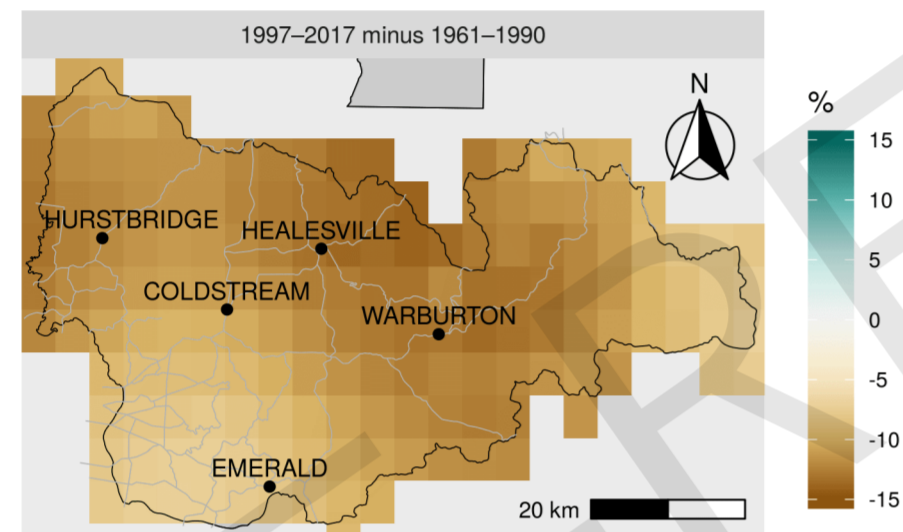 1997–2017 minus 1961–1990
N
%
15
10
5
0
-5
-10
-15
HURSTBRIDGE
HEALESVILLE
COLDSTREAM
WARBURTON
EMERALD
20 km